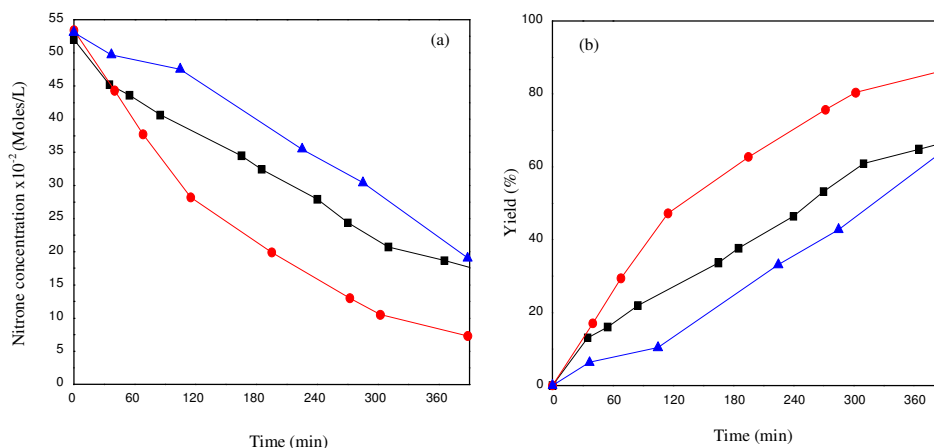 (a)
Nitrone concentration x10⁻² (Moles/L)
55
50
45
40
35
30
25
20
15
10
5
0
0 60 120 180 240 300 360
Time (min)
(b)
Yield (%)
100
80
60
40
20
0
0 60 120 180 240 300 360
Time (min)